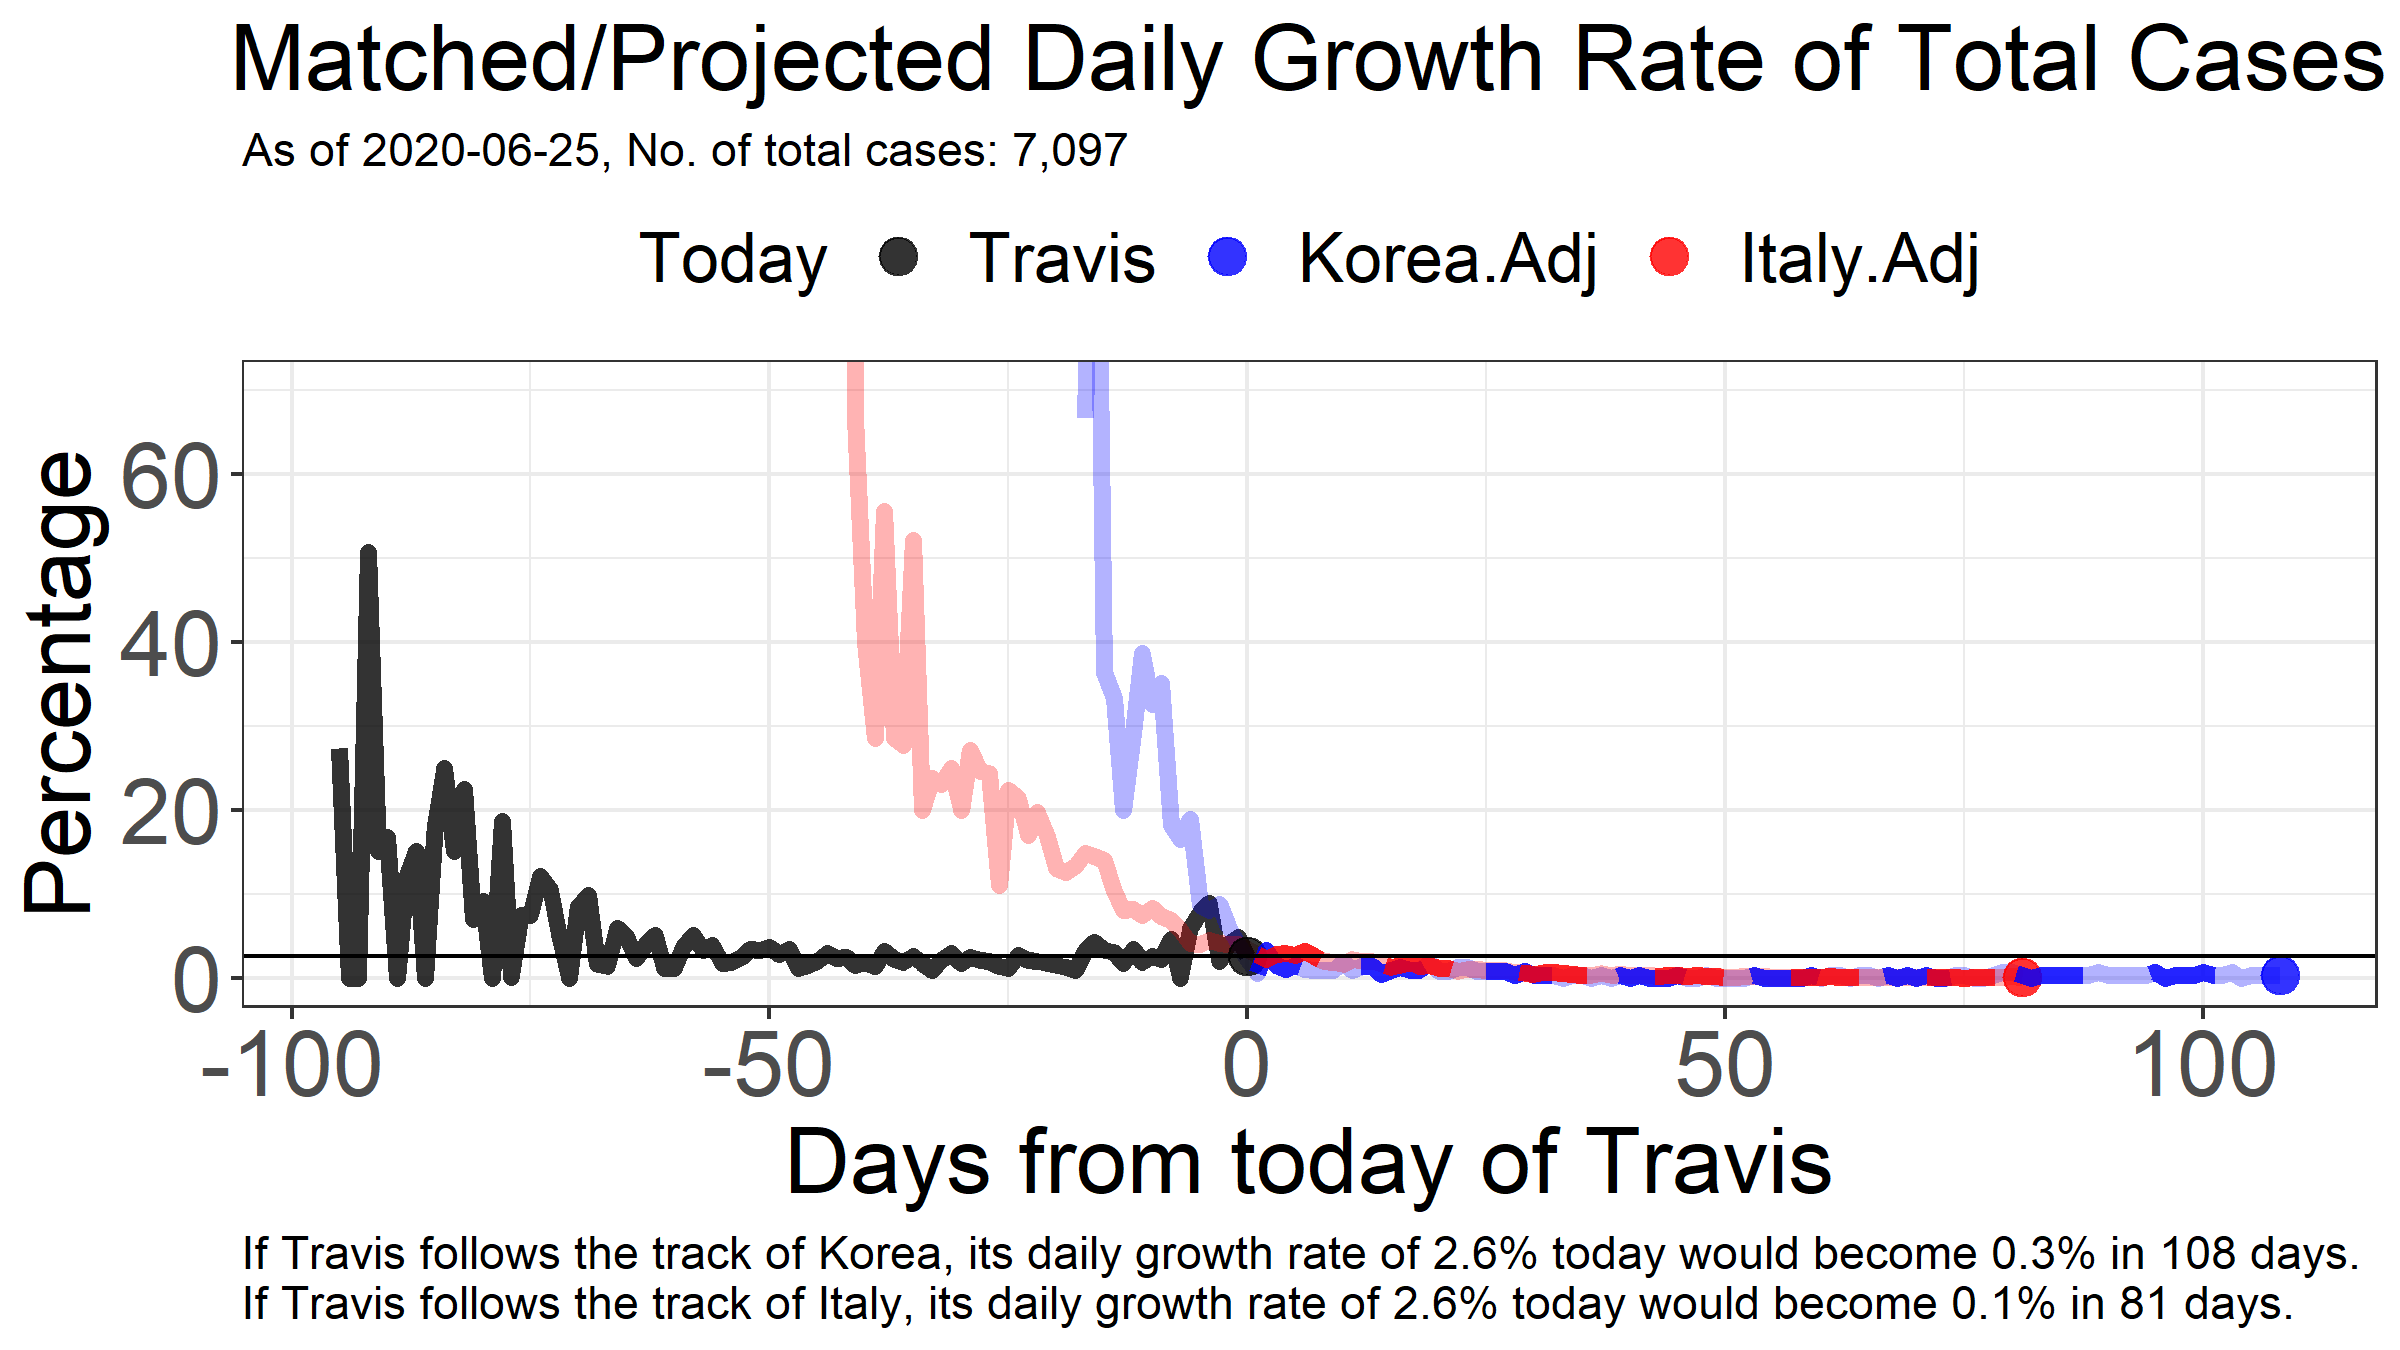 Matched/Projected Daily Growth Rate of Total Cases
As of 2020-06-25, No. of total cases: 7,097
Today Travis Korea.Adj Italy.Adj
Percentage
60
40
20
0
-100 -50 0 50 100
Days from today of Travis
If Travis follows the track of Korea, its daily growth rate of 2.6% today would become 0.3% in 108 days.
If Travis follows the track of Italy, its daily growth rate of 2.6% today would become 0.1% in 81 days.